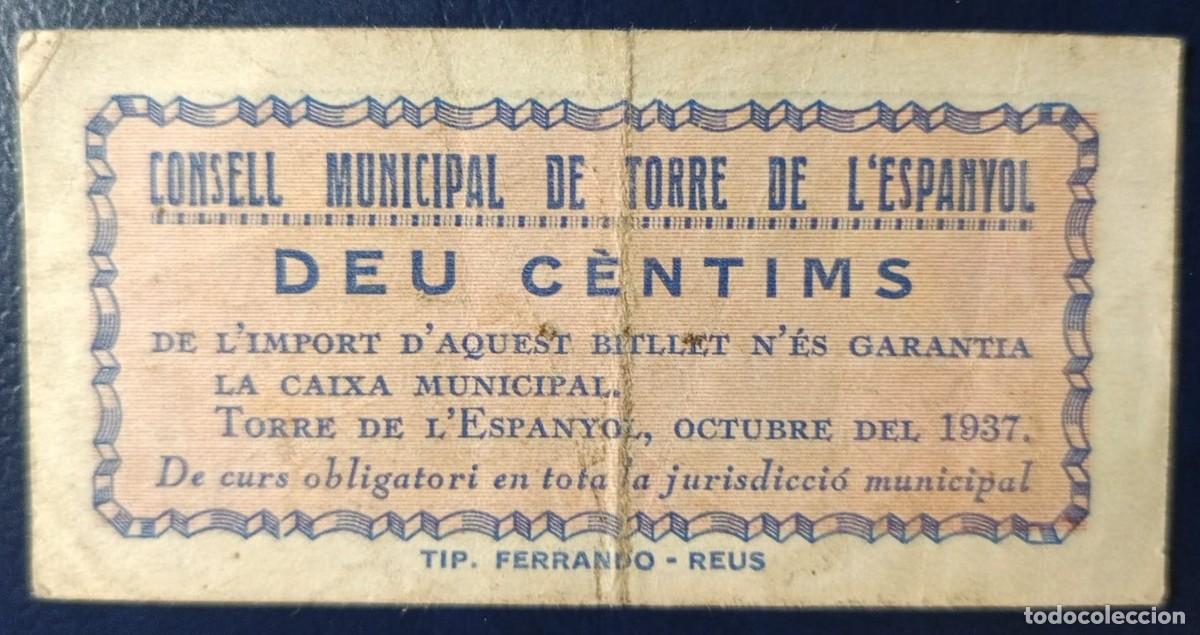 CONSELL MUNICIPAL DE TORRE DE L'ESPANYOL
DEU CÈNTIMS
DE L'IMPORT D'AQUEST BITLLET N'ÉS GARANTIA
LA CAIXA MUNICIPAL.
TORRE DE L'ESPANYOL, OCTUBRE DEL 1937.
De curs obligatori en tota la jurisdicció municipal
TIP. FERRANDO - REUS
todocoleccion